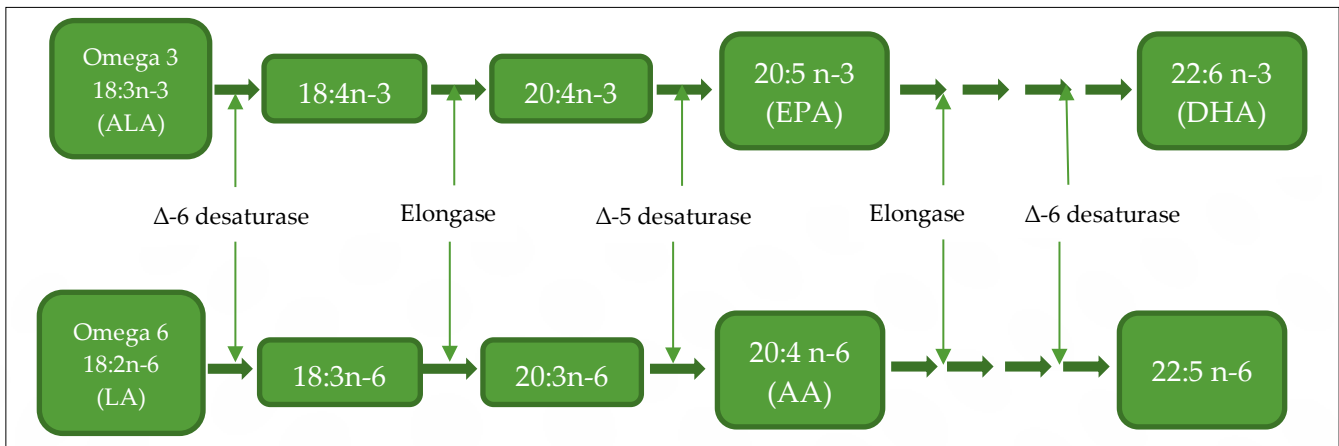 Omega 3
18:3n-3
(ALA)
18:4n-3
20:4n-3
20:5 n-3
(EPA)
22:6 n-3
(DHA)
Δ-6 desaturase
Elongase
Δ-5 desaturase
Elongase
Δ-6 desaturase
Omega 6
18:2n-6
(LA)
18:3n-6
20:3n-6
20:4 n-6
(AA)
22:5 n-6